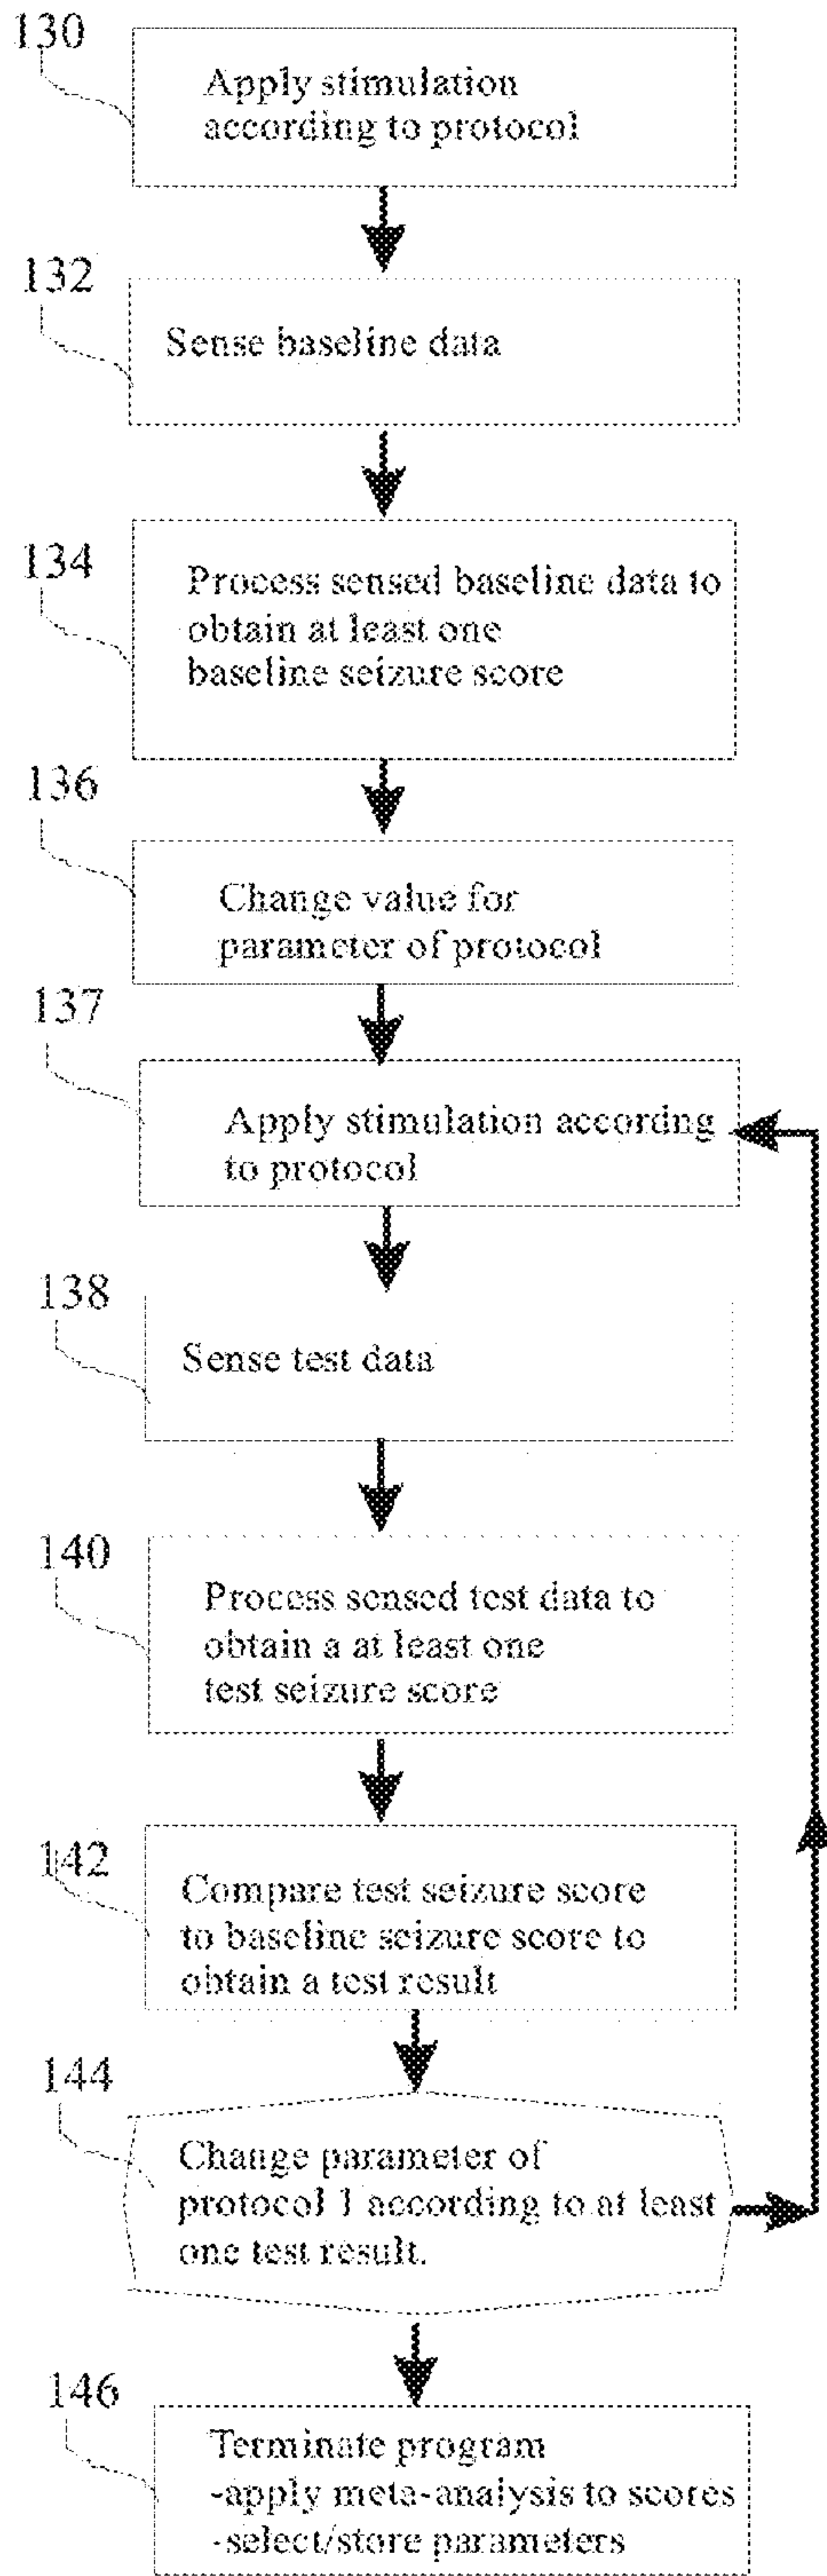 130
Apply stimulation
according to protocol
132
Sense baseline data
134
Process sensed baseline data to
obtain at least one
baseline seizure score
136
Change value for
parameter of protocol
137
Apply stimulation accordng
to protocol
138
Sense test data
140
Process sensed test data to
obtain a at least one
test seizure score
142
Compare test seizure score
to baseline seizure score to
obtain a test result
144
Change parameter of
protocol 1 according to at least
one test result.
146
Terminate program
-apply meta-analysis to scores
-select/store parameters